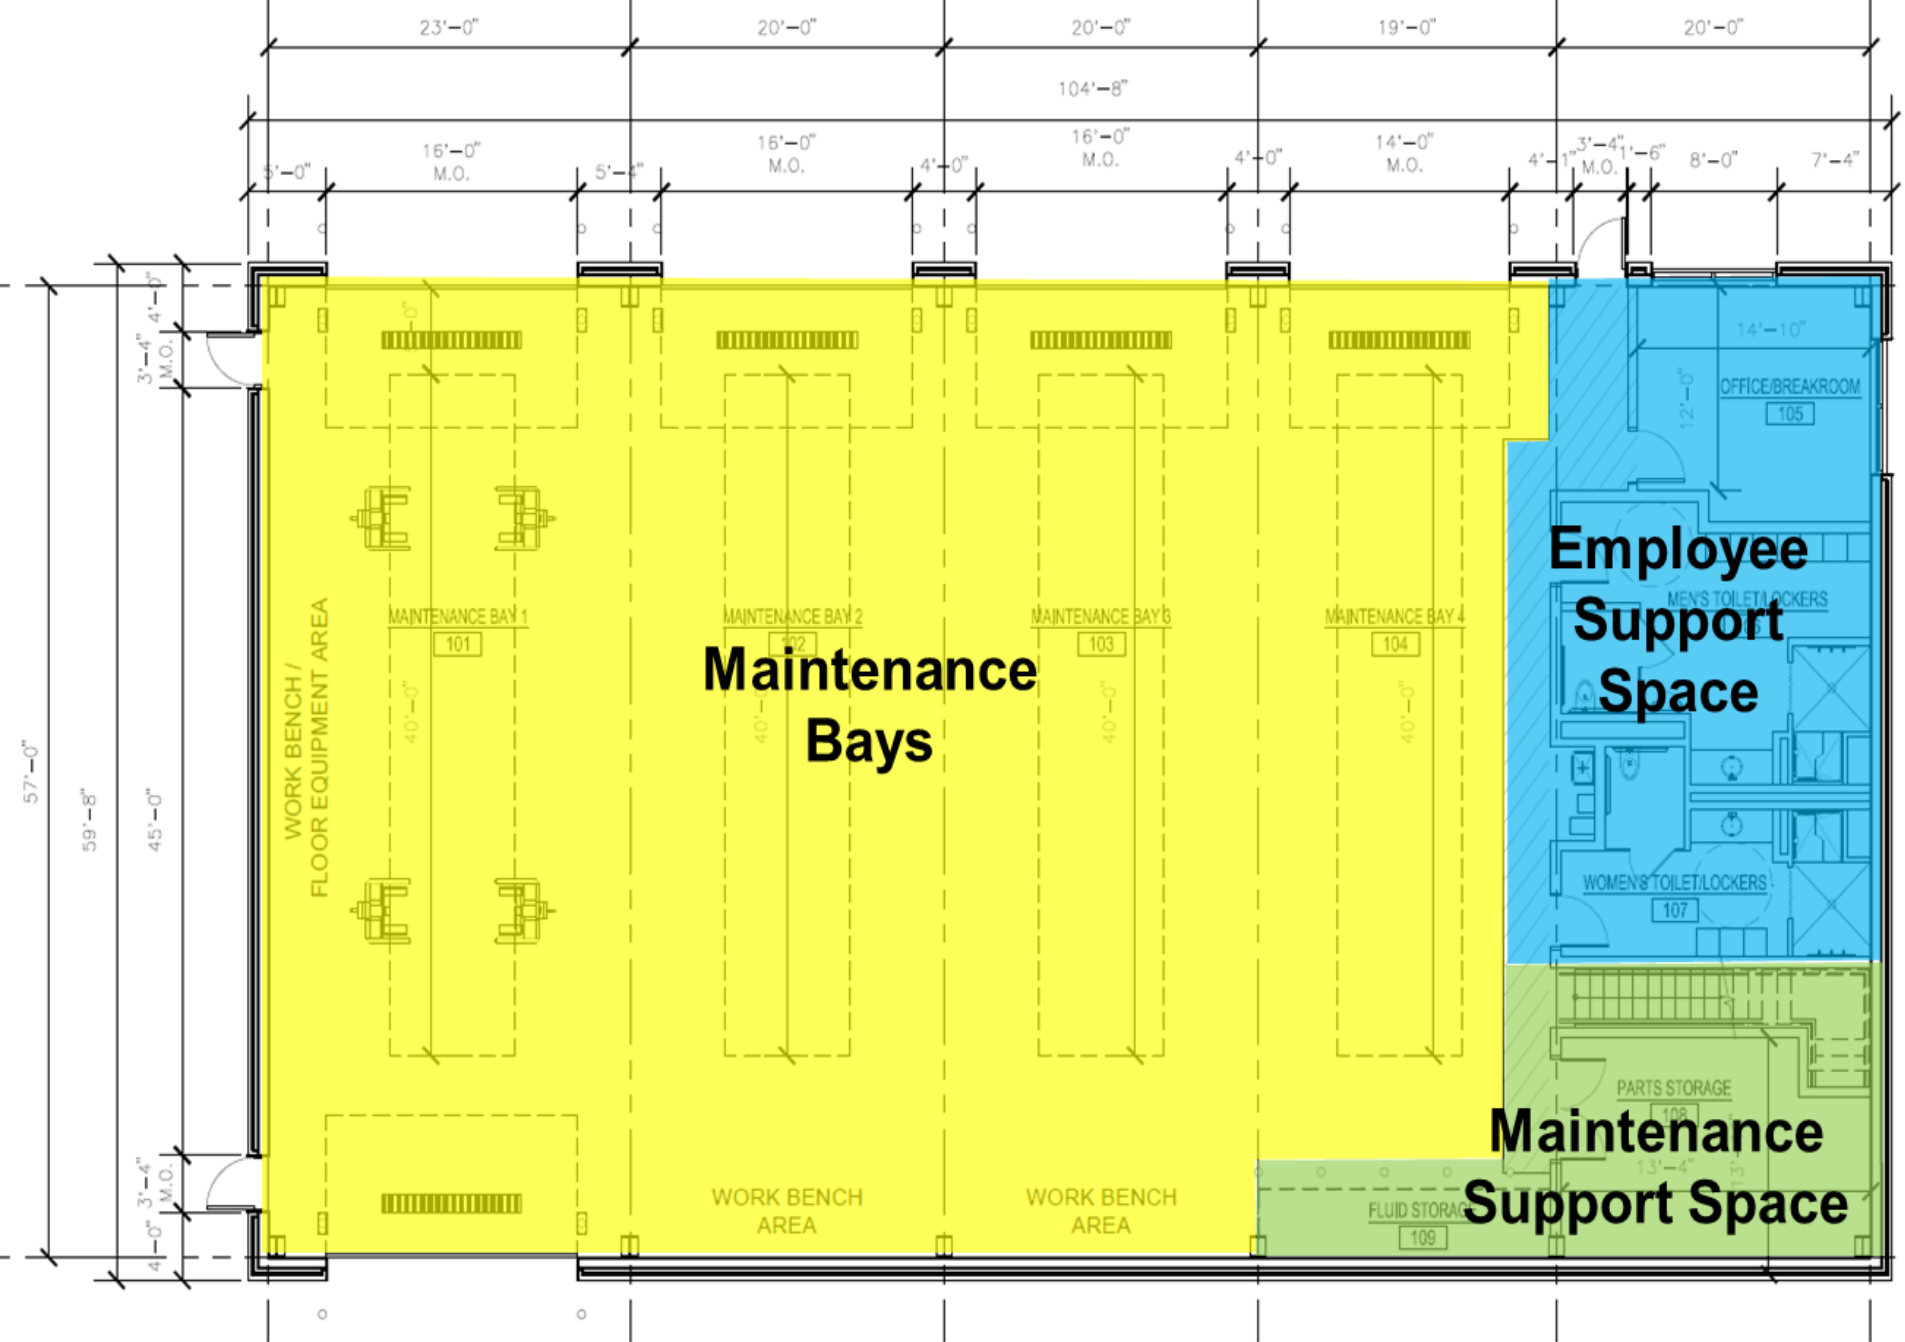 23'-0"
20'-0"
20'-0"
19'-0"
20'-0"
104'-8"
5'-0"
16'-0"
M.O.
5'-4"
16'-0"
M.O.
4'-0"
16'-0"
M.O.
4'-0"
14'-0"
M.O.
4'-1"
3'-4"
M.O.
1'-6"
8'-0"
7'-4"
57'-0"
59'-8"
4'-0"
3'-4"
M.O.
45'-0"
3'-4"
M.O.
4'-0"
14'-10"
12'-0"
OFFICE/BREAKROOM
105
Employee
Support
Space
MEN'S TOILET/LOCKERS
WORK BENCH /
FLOOR EQUIPMENT AREA
MAINTENANCE BAY 1
101
MAINTENANCE BAY 2
102
MAINTENANCE BAY 3
103
MAINTENANCE BAY 4
104
Maintenance
Bays
40'-0"
40'-0"
40'-0"
40'-0"
WOMEN'S TOILET/LOCKERS
107
PARTS STORAGE
108
Maintenance
Support Space
13'-4"
WORK BENCH
AREA
WORK BENCH
AREA
FLUID STORAGE
109